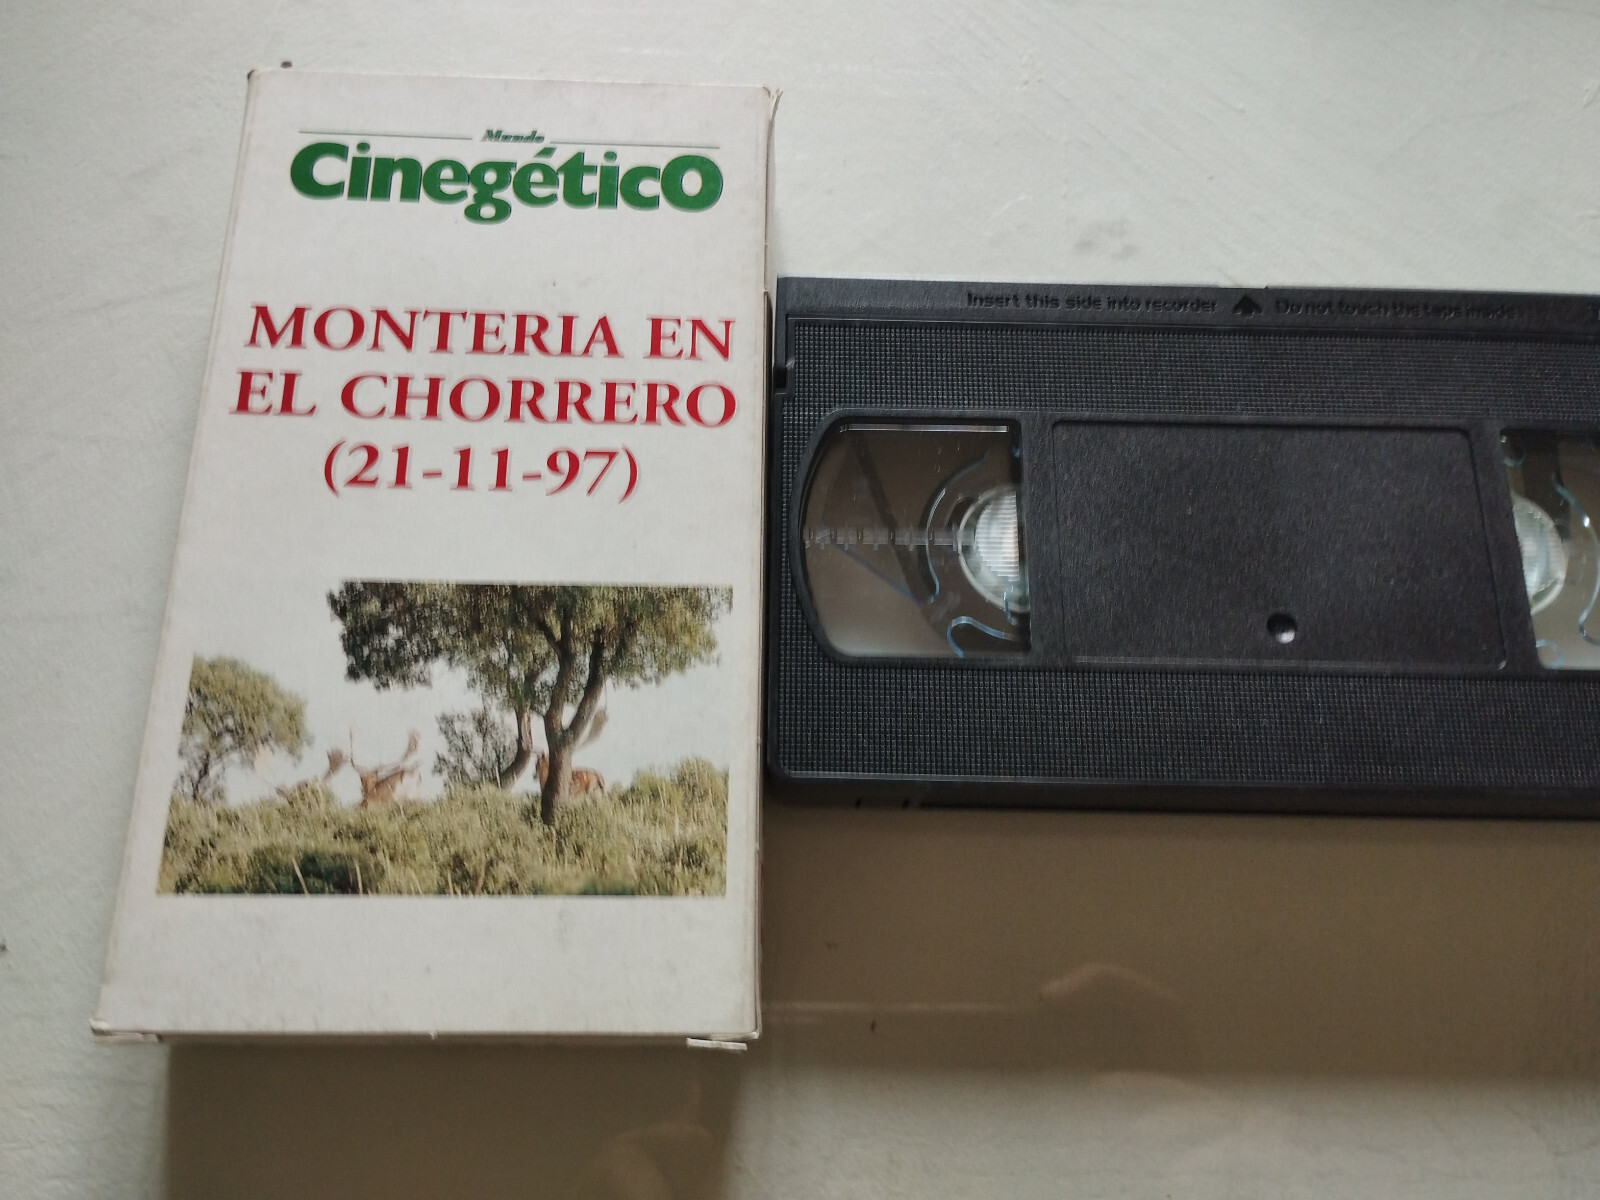 Mundo
CinegéticO
MONTERIA EN
EL CHORRERO
(21-11-97)
Insert this side into recorder
Do not touch the tape inside